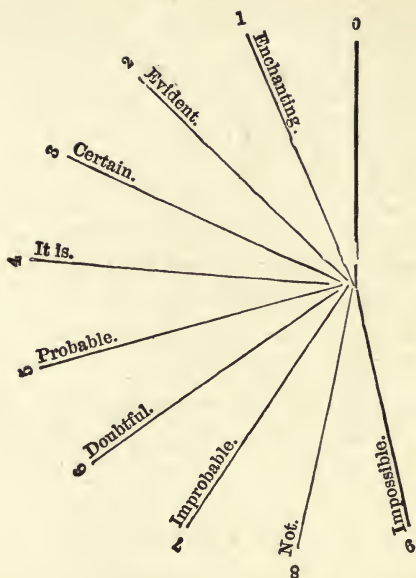 0
1 Enchanting.
2 Evident.
3 Certain.
4 It is.
5 Probable.
6 Doubtful.
7 Improbable.
8 Not.
9 Impossible.